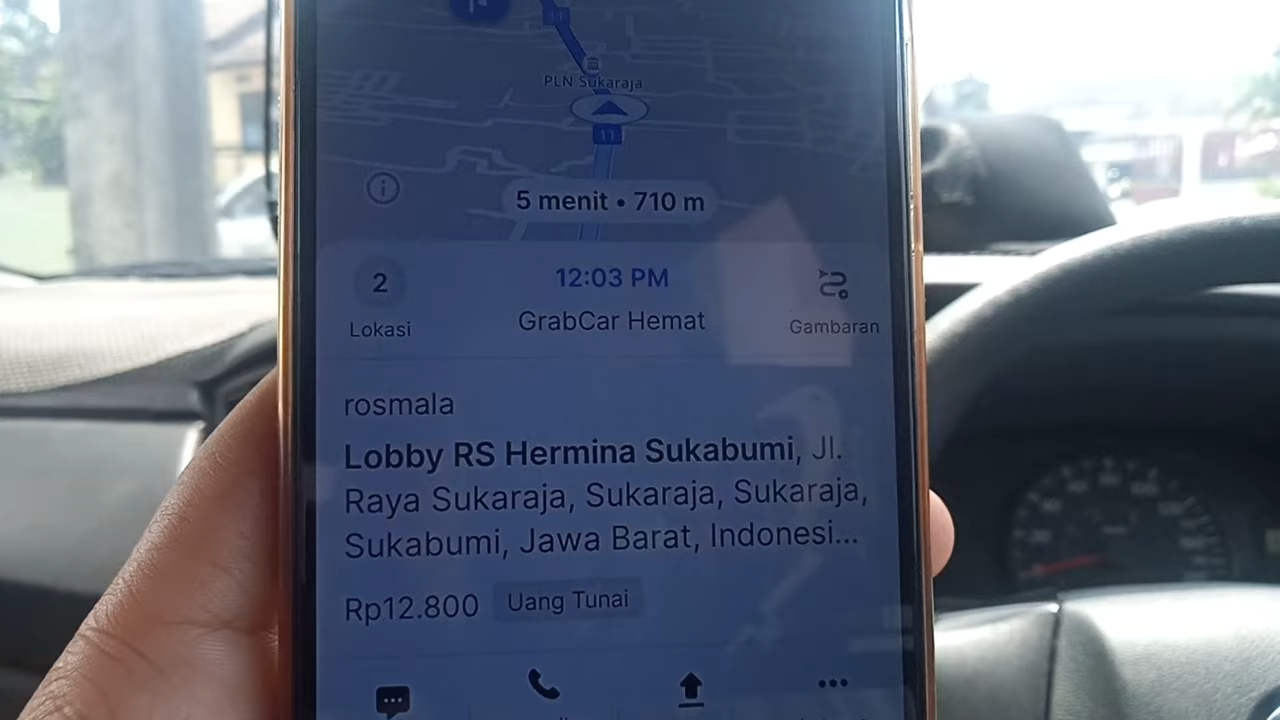 11
PLN Sukaraja
11
5 menit • 710 m
2
Lokasi
12:03 PM
GrabCar Hemat
Gambaran
rosmala
Lobby RS Hermina Sukabumi, Jl.
Raya Sukaraja, Sukaraja, Sukaraja,
Sukabumi, Jawa Barat, Indonesi...
Rp12.800 Uang Tunai